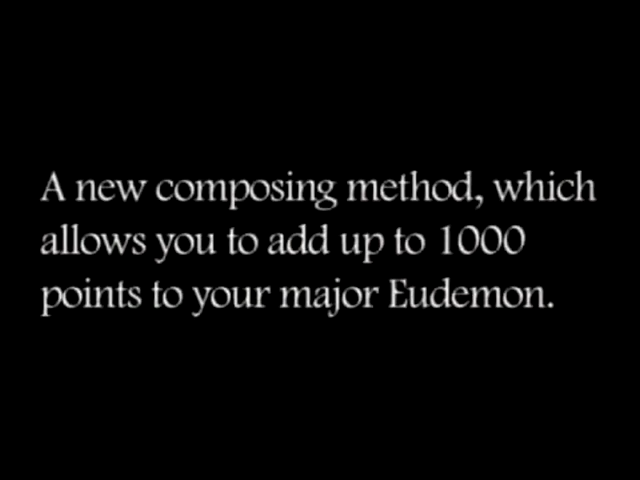 A new composing method, which
allows you to add up to 1000
points to your major Eudemon.